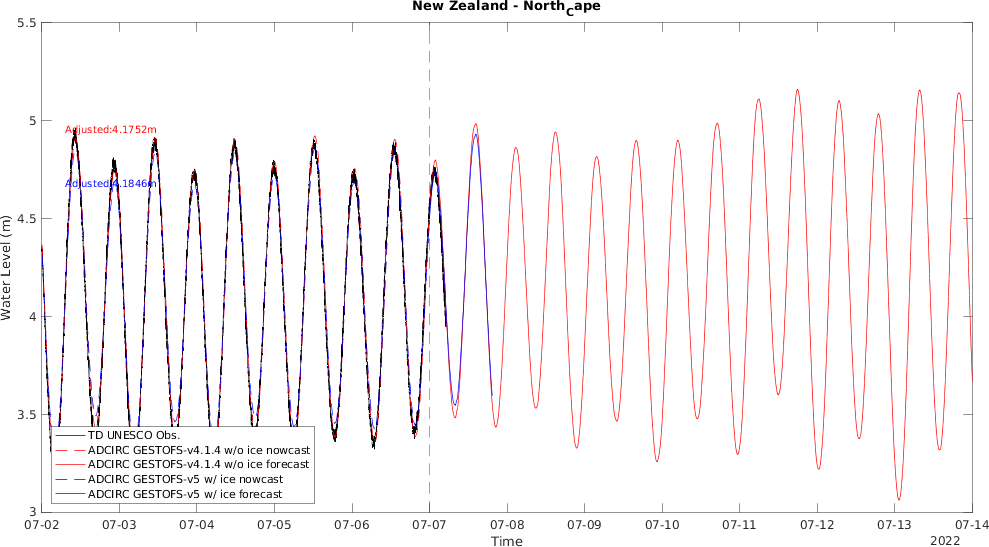 New Zealand - NorthCape
5.5
5
4.5
4
3.5
3
Water Level (m)
Adjusted:4.1752m
Adjusted:4.1846m
TD UNESCO Obs.
ADCIRC GESTOFS-v4.1.4 w/o ice nowcast
ADCIRC GESTOFS-v4.1.4 w/o ice forecast
ADCIRC GESTOFS-v5 w/ ice nowcast
ADCIRC GESTOFS-v5 w/ ice forecast
07-02 07-03 07-04 07-05 07-06 07-07 07-08 07-09 07-10 07-11 07-12 07-13 07-14
Time
2022